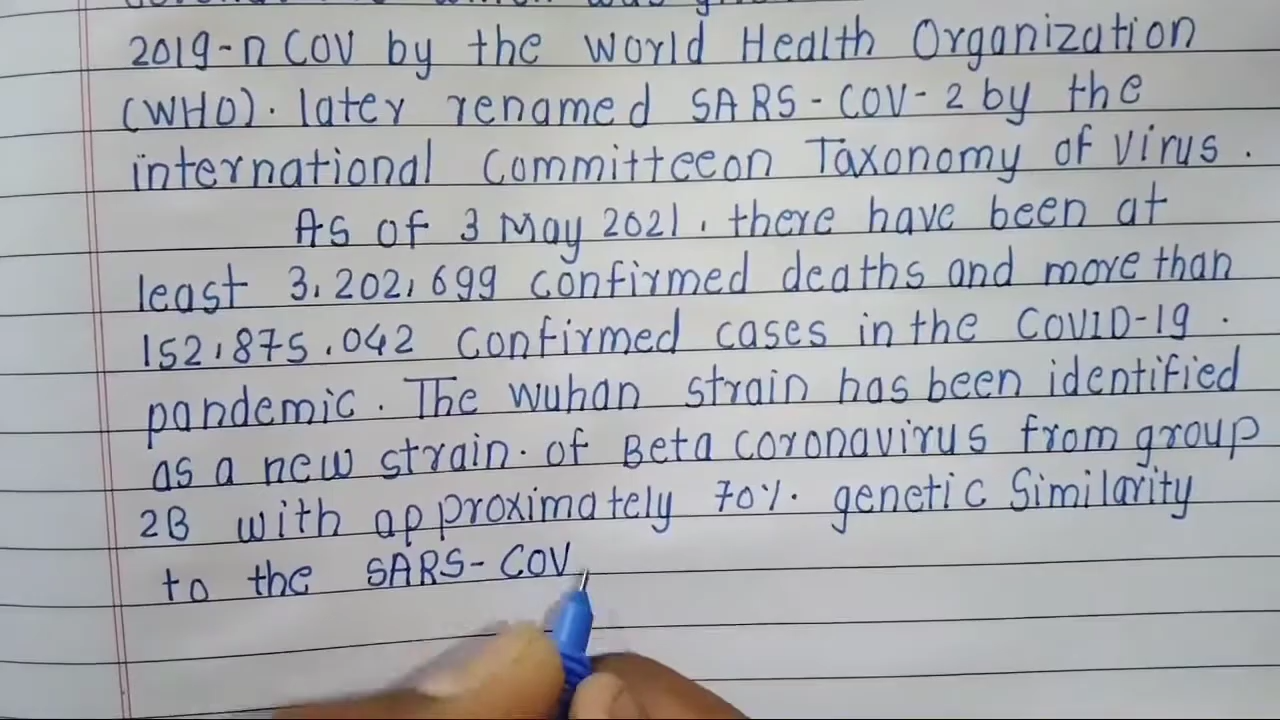 2019-n COV by the World Health Organization
(WHO). later renamed SARS-COV-2 by the
international Committeeon Taxonomy of Virus.
As of 3 May 2021, there have been at
least 3,202,699 confirmed deaths and more than
152,875,042 Confirmed cases in the COVID-19.
pandemic. The wuhan strain has been identified
as a new strain. of Beta coronavirus from group
2B with approximately 70%. genetic Similarity
to the SARS-COV